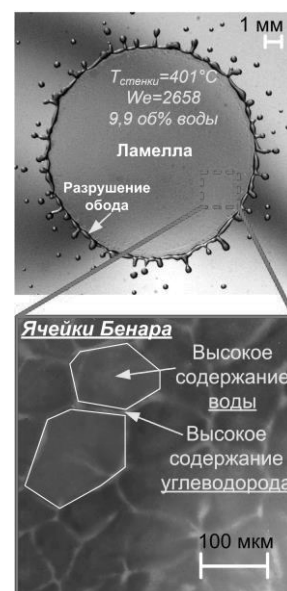 1 мм
Tстенки=401°C
We=2658
9,9 об% воды
Ламелла
Разрушение
обода
Ячейки Бенара
Высокое
содержание
воды
Высокое
содержание
углеводорода
100 мкм